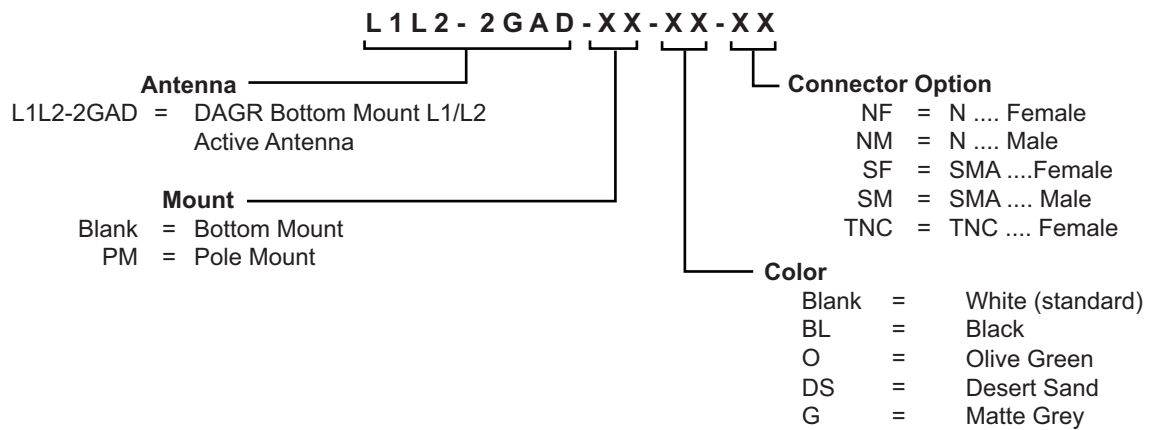 L1L2-2GAD-XX-XX-XX
Antenna
L1L2-2GAD = DAGR Bottom Mount L1/L2
Active Antenna
Mount
Blank = Bottom Mount
PM = Pole Mount
Connector Option
NF = N .... Female
NM = N .... Male
SF = SMA ....Female
SM = SMA .... Male
TNC = TNC .... Female
Color
Blank = White (standard)
BL = Black
O = Olive Green
DS = Desert Sand
G = Matte Grey